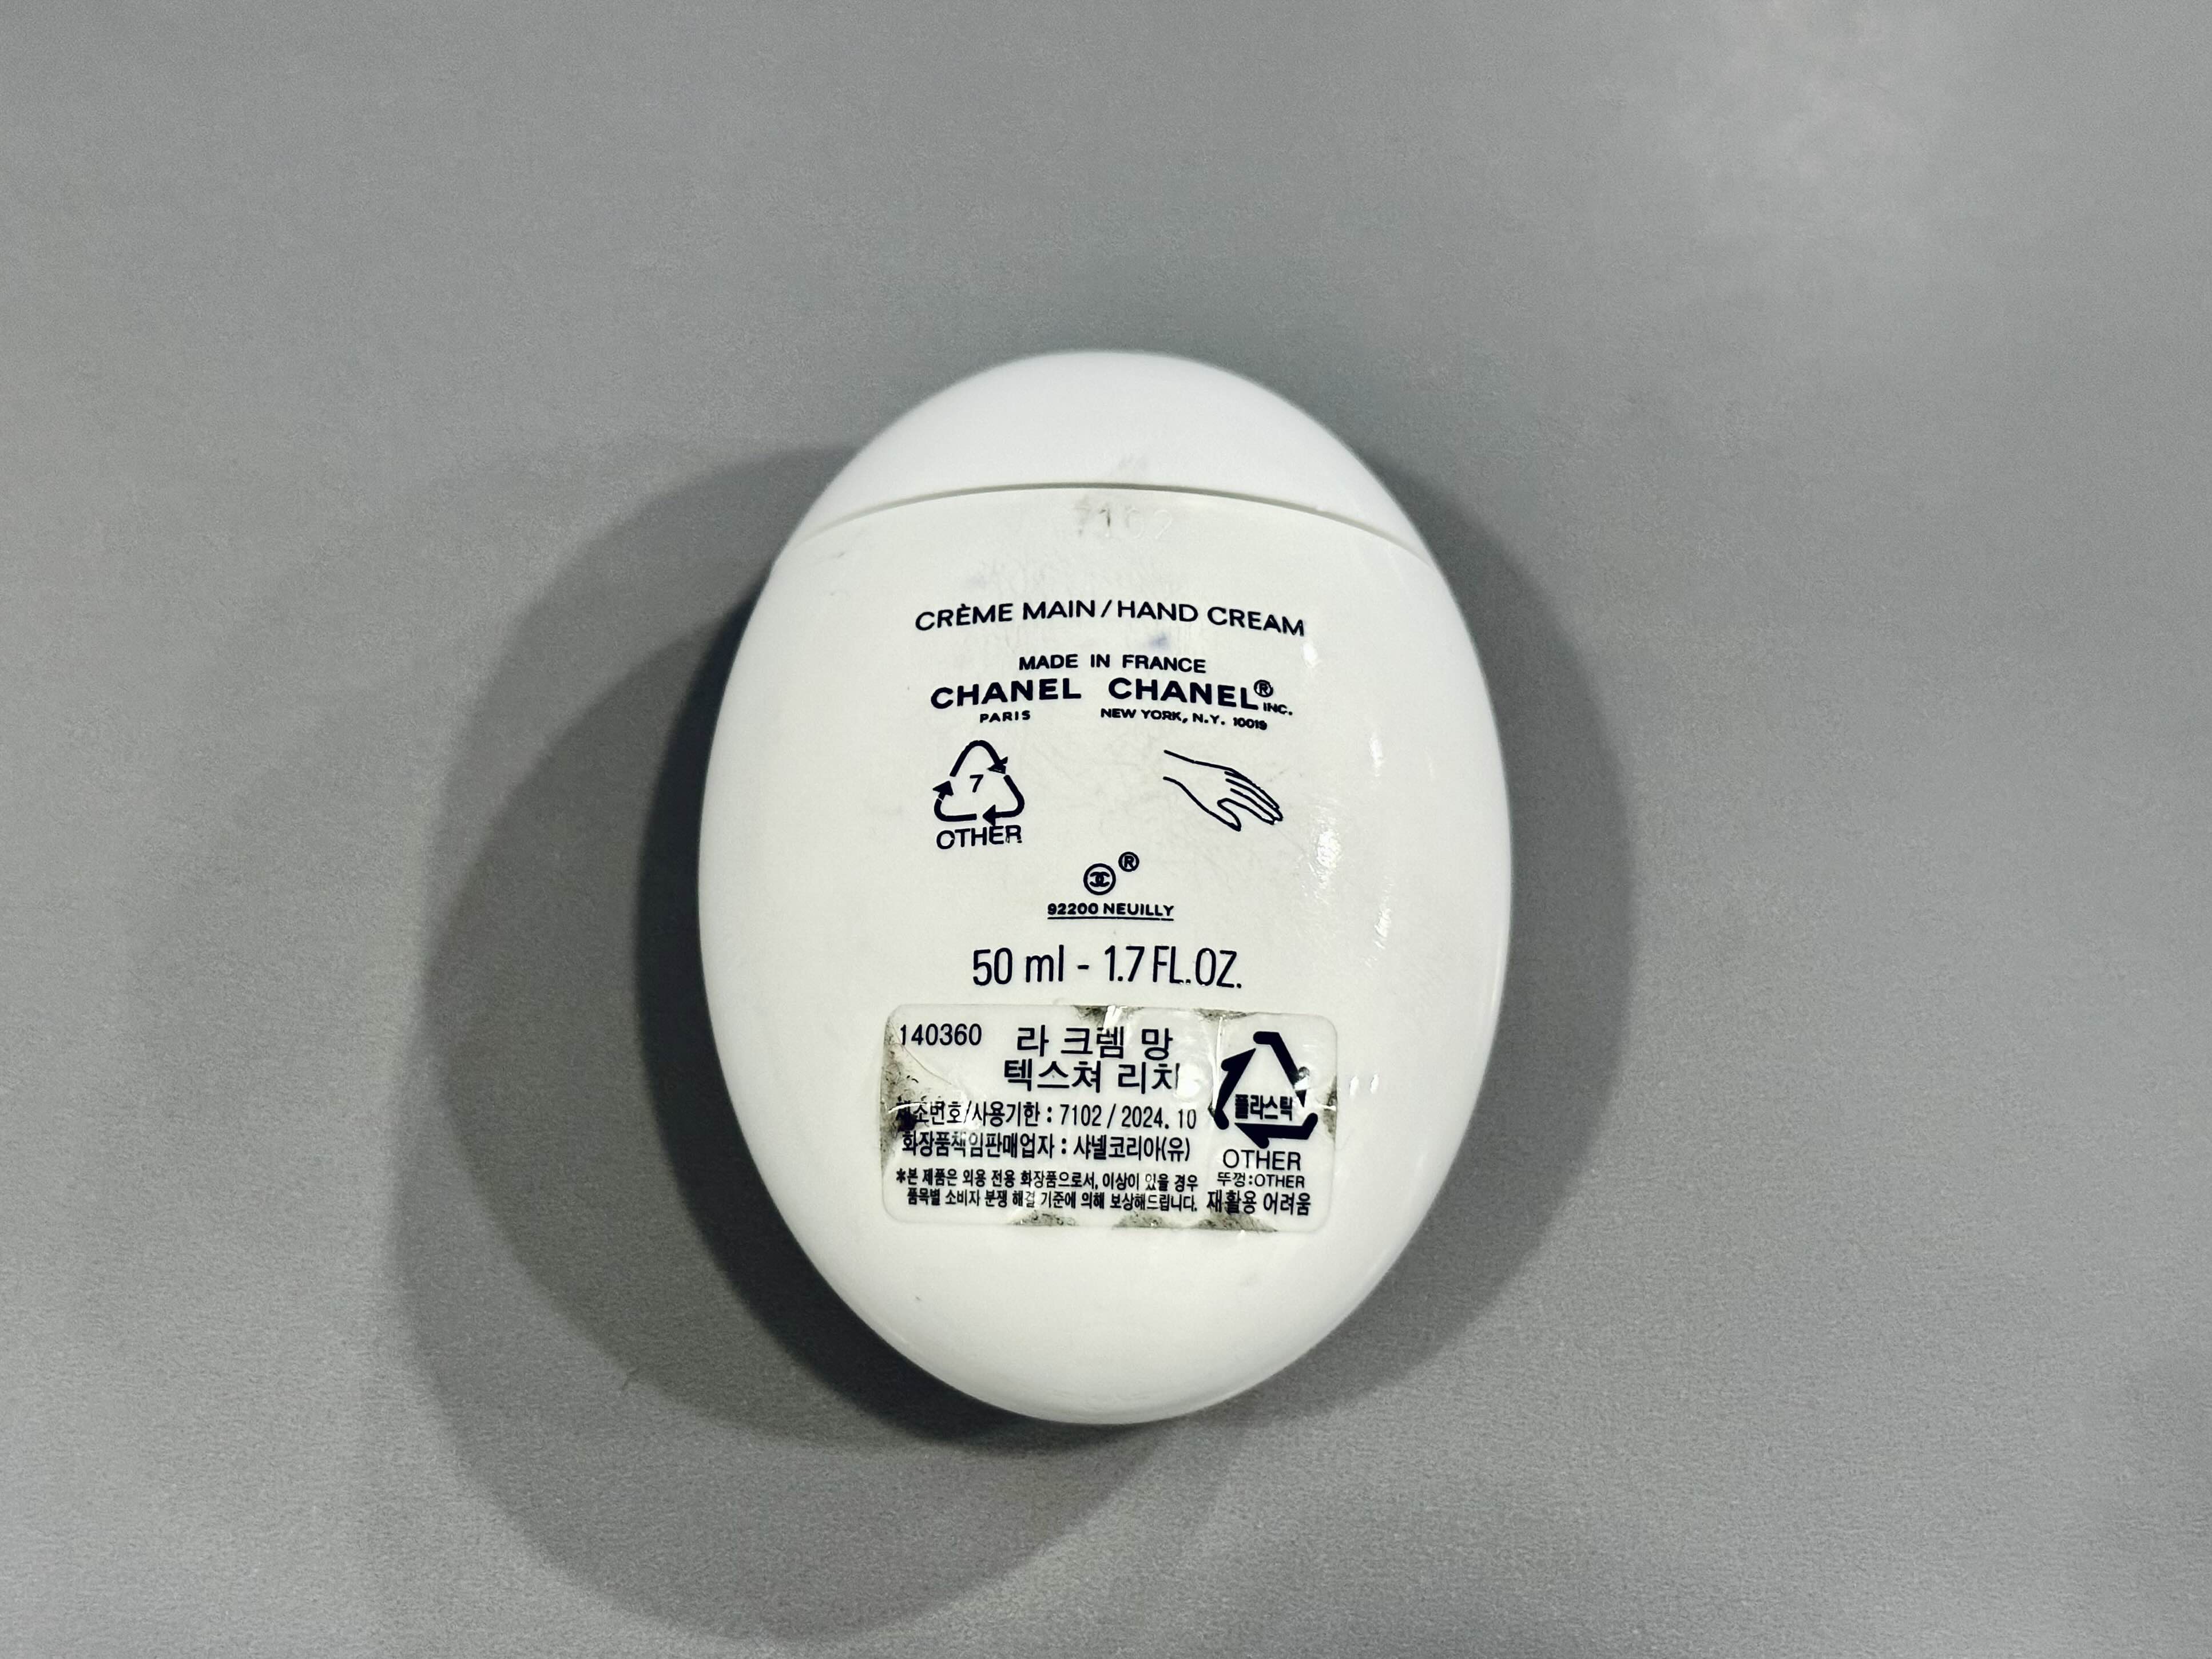 7102
CRÈME MAIN / HAND CREAM
MADE IN FRANCE
CHANEL CHANEL® INC.
PARIS NEW YORK, N.Y. 10019
7
OTHER
®
92200 NEUILLY
50 ml - 1.7 FL.OZ.
140360 라 크렘 망
텍스쳐 리치
제조번호/사용기한 : 7102 / 2024. 10
화장품책임판매업자 : 샤넬코리아(유)
*본 제품은 외용 전용 화장품으로서, 이상이 있을 경우
품목별 소비자 분쟁 해결 기준에 의해 보상해드립니다.
플라스틱
OTHER
뚜껑:OTHER
재활용 어려움